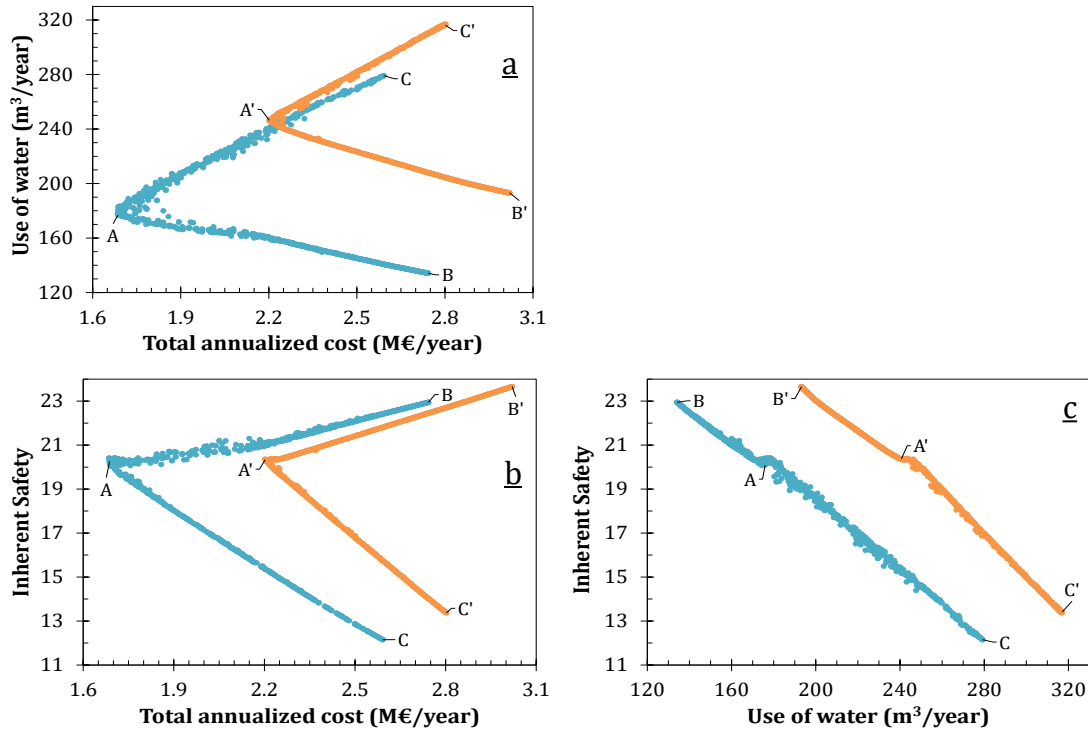 320
280
240
200
160
120
Use of water (m³/year)
a
C'
C
A'
A
B'
B
1.6 1.9 2.2 2.5 2.8 3.1
Total annualized cost (M€/year)
23
21
19
17
15
13
11
Inherent Safety
b
B
B'
A'
A
C'
C
1.6 1.9 2.2 2.5 2.8 3.1
Total annualized cost (M€/year)
23
21
19
17
15
13
11
Inherent Safety
c
B
B'
A'
A
C'
C
120 160 200 240 280 320
Use of water (m³/year)